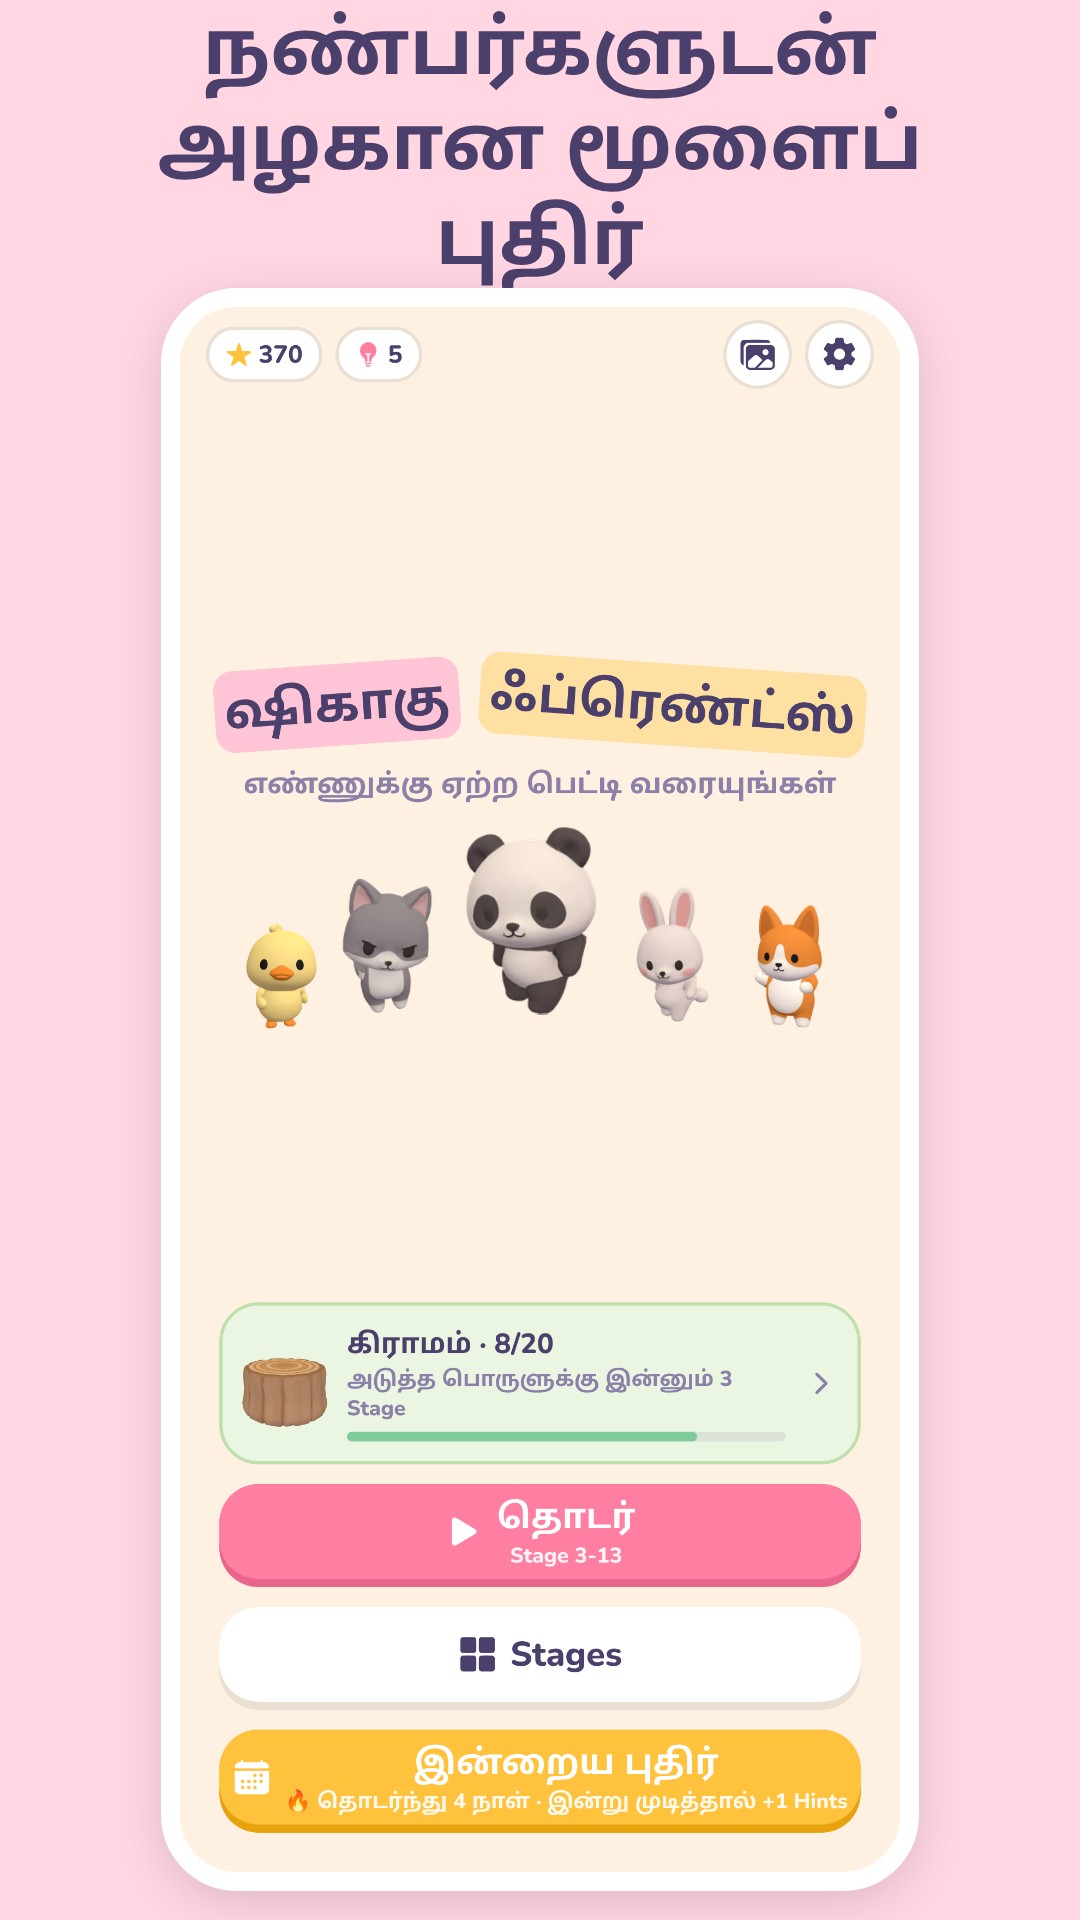 நண்பர்களுடன்
அழகான மூளைப்
புதிர்
370
5
ஷிகாகு
ஃப்ரெண்ட்ஸ்
எண்ணுக்கு ஏற்ற பெட்டி வரையுங்கள்
கிராமம் · 8/20
அடுத்த பொருளுக்கு இன்னும் 3
Stage
தொடர்
Stage 3-13
Stages
இன்றைய புதிர்
🔥 தொடர்ந்து 4 நாள் · இன்று முடித்தால் +1 Hints